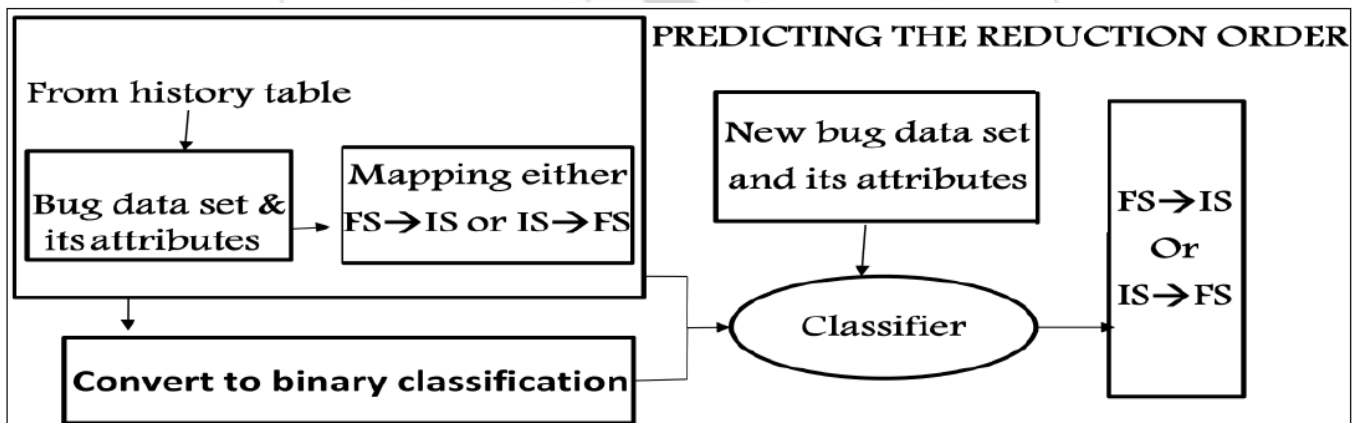 PREDICTING THE REDUCTION ORDER
From history table
Bug data set &
its attributes
Mapping either
FS→IS or IS→FS
Convert to binary classification
New bug data set
and its attributes
Classifier
FS→IS
Or
IS→FS